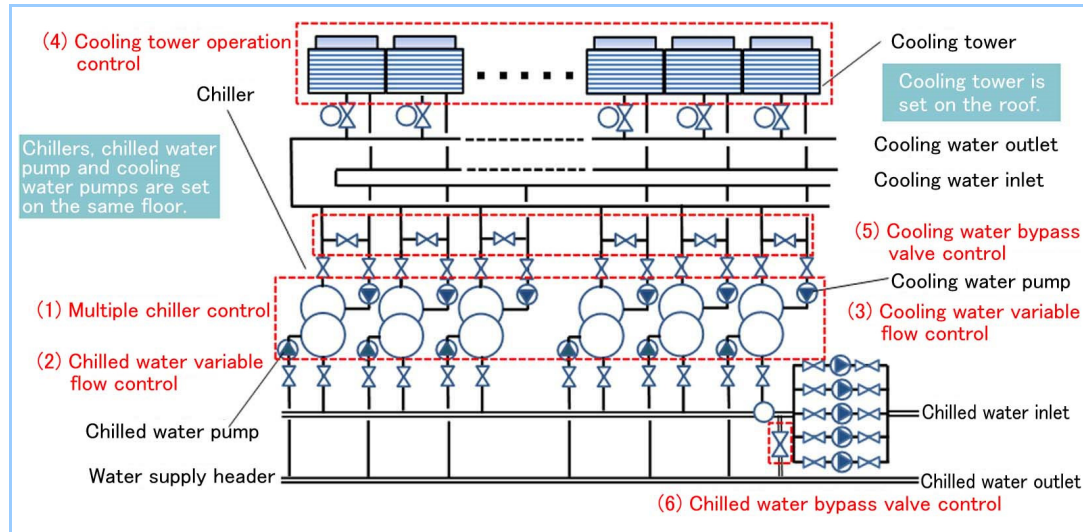 (4) Cooling tower operation
control
Cooling tower
Cooling tower is
set on the roof.
Chiller
Chillers, chilled water
pump and cooling
water pumps are set
on the same floor.
Cooling water outlet
Cooling water inlet
(5) Cooling water bypass
valve control
Cooling water pump
(1) Multiple chiller control
(3) Cooling water variable
flow control
(2) Chilled water variable
flow control
Chilled water pump
Chilled water inlet
Water supply header
Chilled water outlet
(6) Chilled water bypass valve control